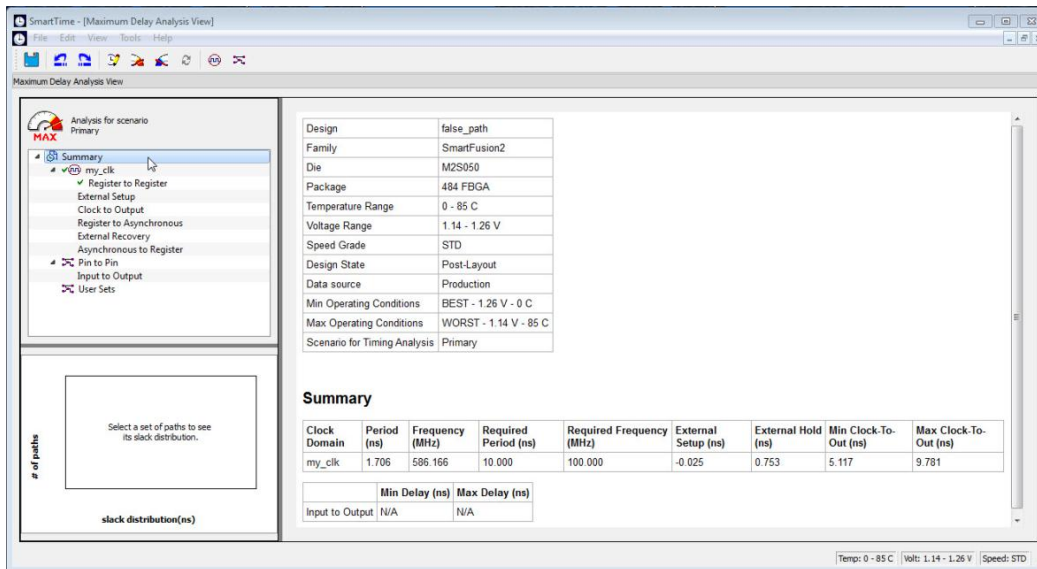 SmartTime - [Maximum Delay Analysis View]
File Edit View Tools Help
Maximum Delay Analysis View
Analysis for scenario
Primary
MAX
Summary
my_clk
Register to Register
External Setup
Clock to Output
Register to Asynchronous
External Recovery
Asynchronous to Register
Pin to Pin
Input to Output
User Sets
Select a set of paths to see
its slack distribution.
# of paths
slack distribution(ns)
Design false_path
Family SmartFusion2
Die M2S050
Package 484 FBGA
Temperature Range 0 - 85 C
Voltage Range 1.14 - 1.26 V
Speed Grade STD
Design State Post-Layout
Data source Production
Min Operating Conditions BEST - 1.26 V - 0 C
Max Operating Conditions WORST - 1.14 V - 85 C
Scenario for Timing Analysis Primary
Summary
Clock Domain Period (ns) Frequency (MHz) Required Period (ns) Required Frequency (MHz) External Setup (ns) External Hold (ns) Min Clock-To-Out (ns) Max Clock-To-Out (ns)
my_clk 1.706 586.166 10.000 100.000 -0.025 0.753 5.117 9.781
Min Delay (ns) Max Delay (ns)
Input to Output N/A N/A
Temp: 0 - 85 C Volt: 1.14 - 1.26 V Speed: STD